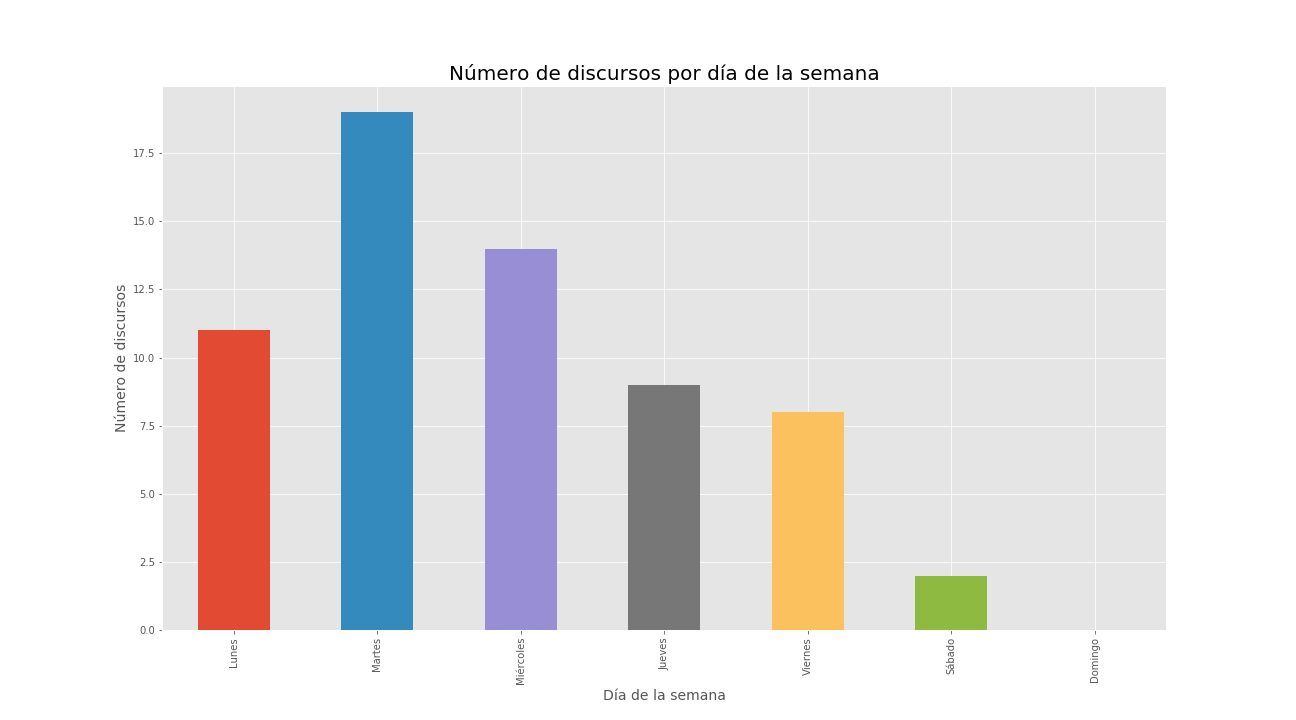 Número de discursos por día de la semana
Número de discursos
17.5
15.0
12.5
10.0
7.5
5.0
2.5
0.0
Lunes
Martes
Miércoles
Jueves
Viernes
Sábado
Domingo
Día de la semana